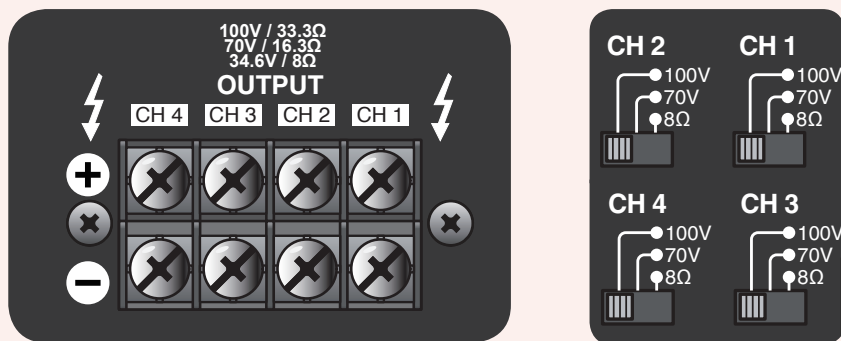 100V / 33.3Ω
70V / 16.3Ω
34.6V / 8Ω
OUTPUT
CH 4 CH 3 CH 2 CH 1
+
−
CH 2 CH 1
100V 100V
70V 70V
8Ω 8Ω
CH 4 CH 3
100V 100V
70V 70V
8Ω 8Ω